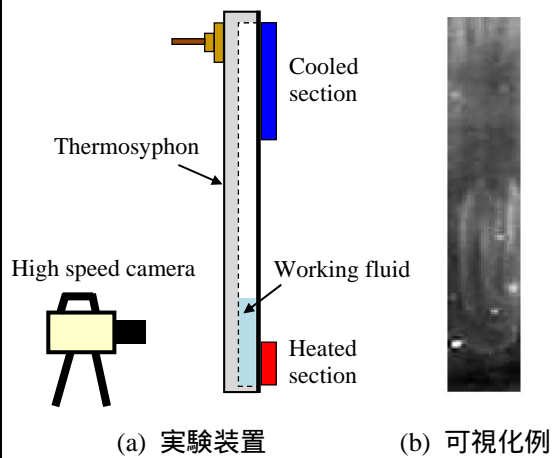 Cooled
section
Thermosyphon
High speed camera
Working fluid
Heated
section
(a) 実験装置
(b) 可視化例